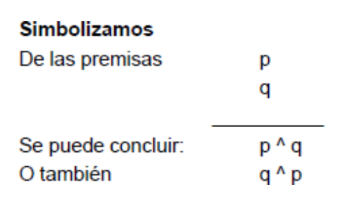 Simbolizamos
De las premisas p
q
Se puede concluir: p ^ q
O también q ^ p